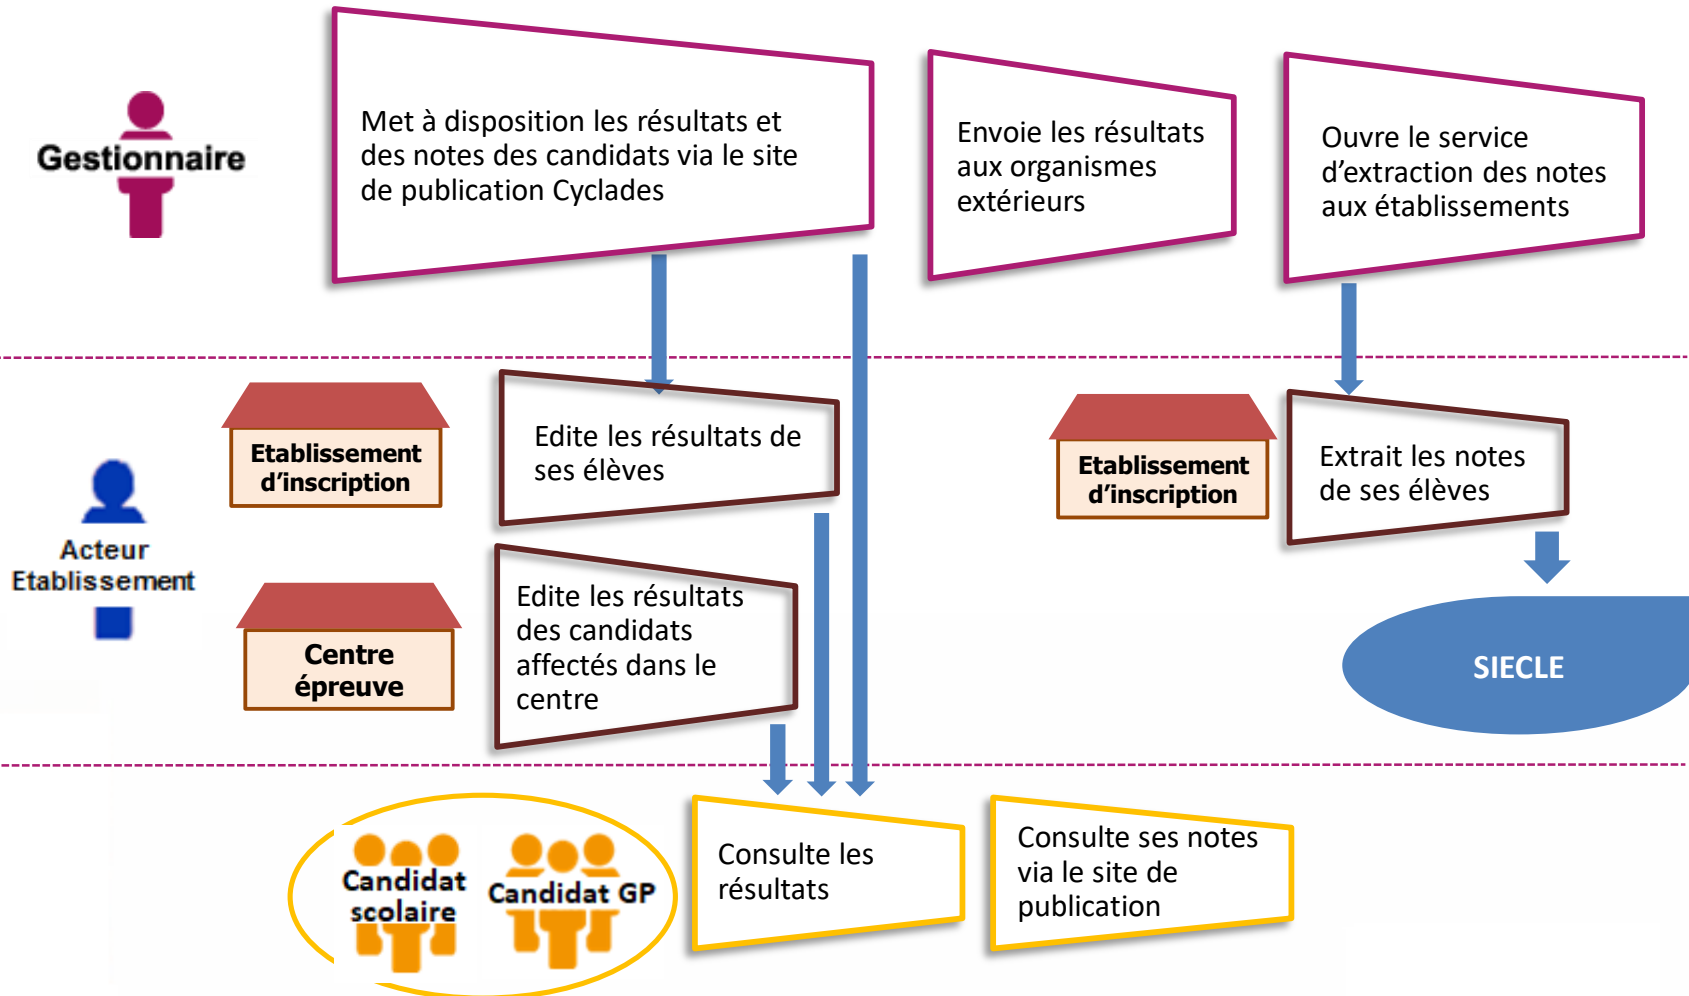 Gestionnaire
Met à disposition les résultats et
des notes des candidats via le site
de publication Cyclades
Envoie les résultats
aux organismes
extérieurs
Ouvre le service
d’extraction des notes
aux établissements
Acteur
Etablissement
Etablissement
d’inscription
Edite les résultats de
ses élèves
Etablissement
d’inscription
Extrait les notes
de ses élèves
Centre
épreuve
Edite les résultats
des candidats
affectés dans le
centre
SIECLE
Candidat
scolaire
Candidat GP
Consulte les
résultats
Consulte ses notes
via le site de
publication